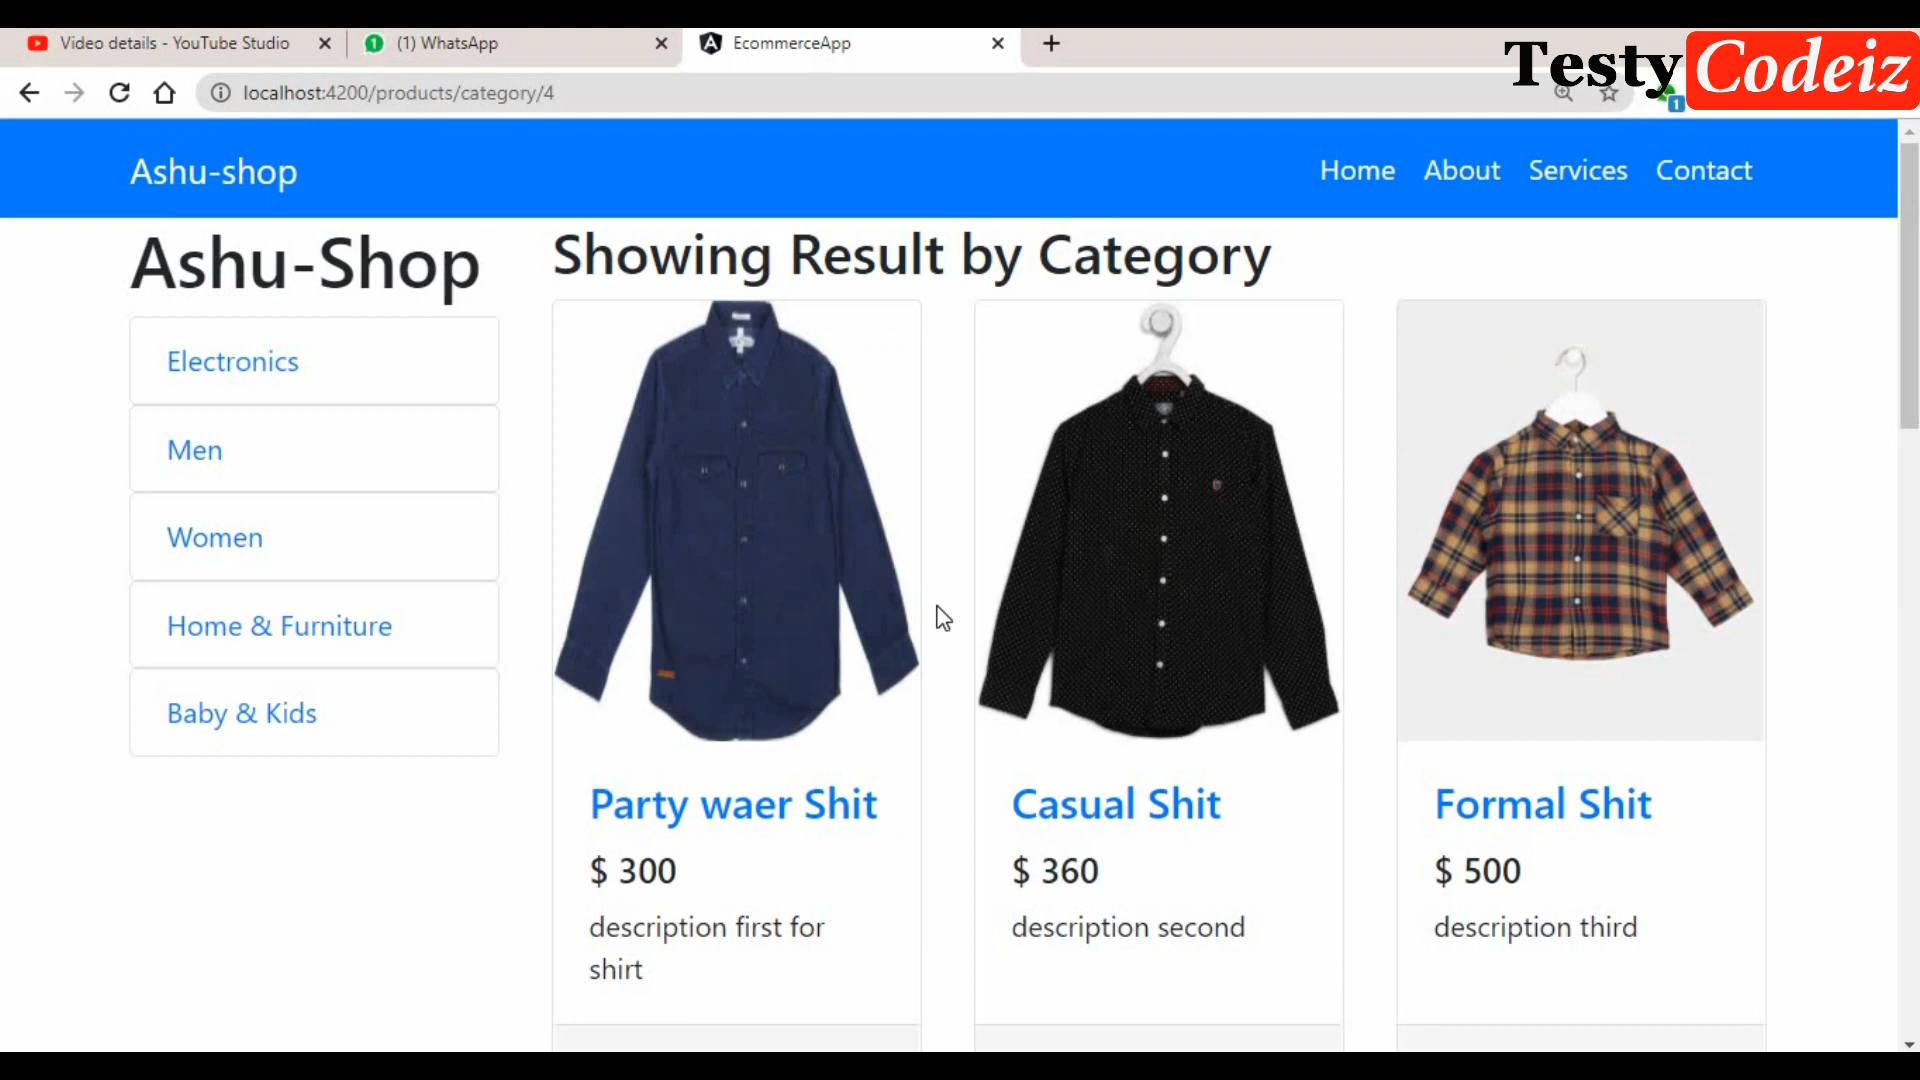 Video details - YouTube Studio
1
(1) WhatsApp
EcommerceApp
Testy Codeiz
localhost:4200/products/category/4
1
Ashu-shop
Home
About
Services
Contact
Ashu-Shop
Electronics
Men
Women
Home & Furniture
Baby & Kids
Showing Result by Category
Party waer Shit
$ 300
description first for
shirt
Casual Shit
$ 360
description second
Formal Shit
$ 500
description third